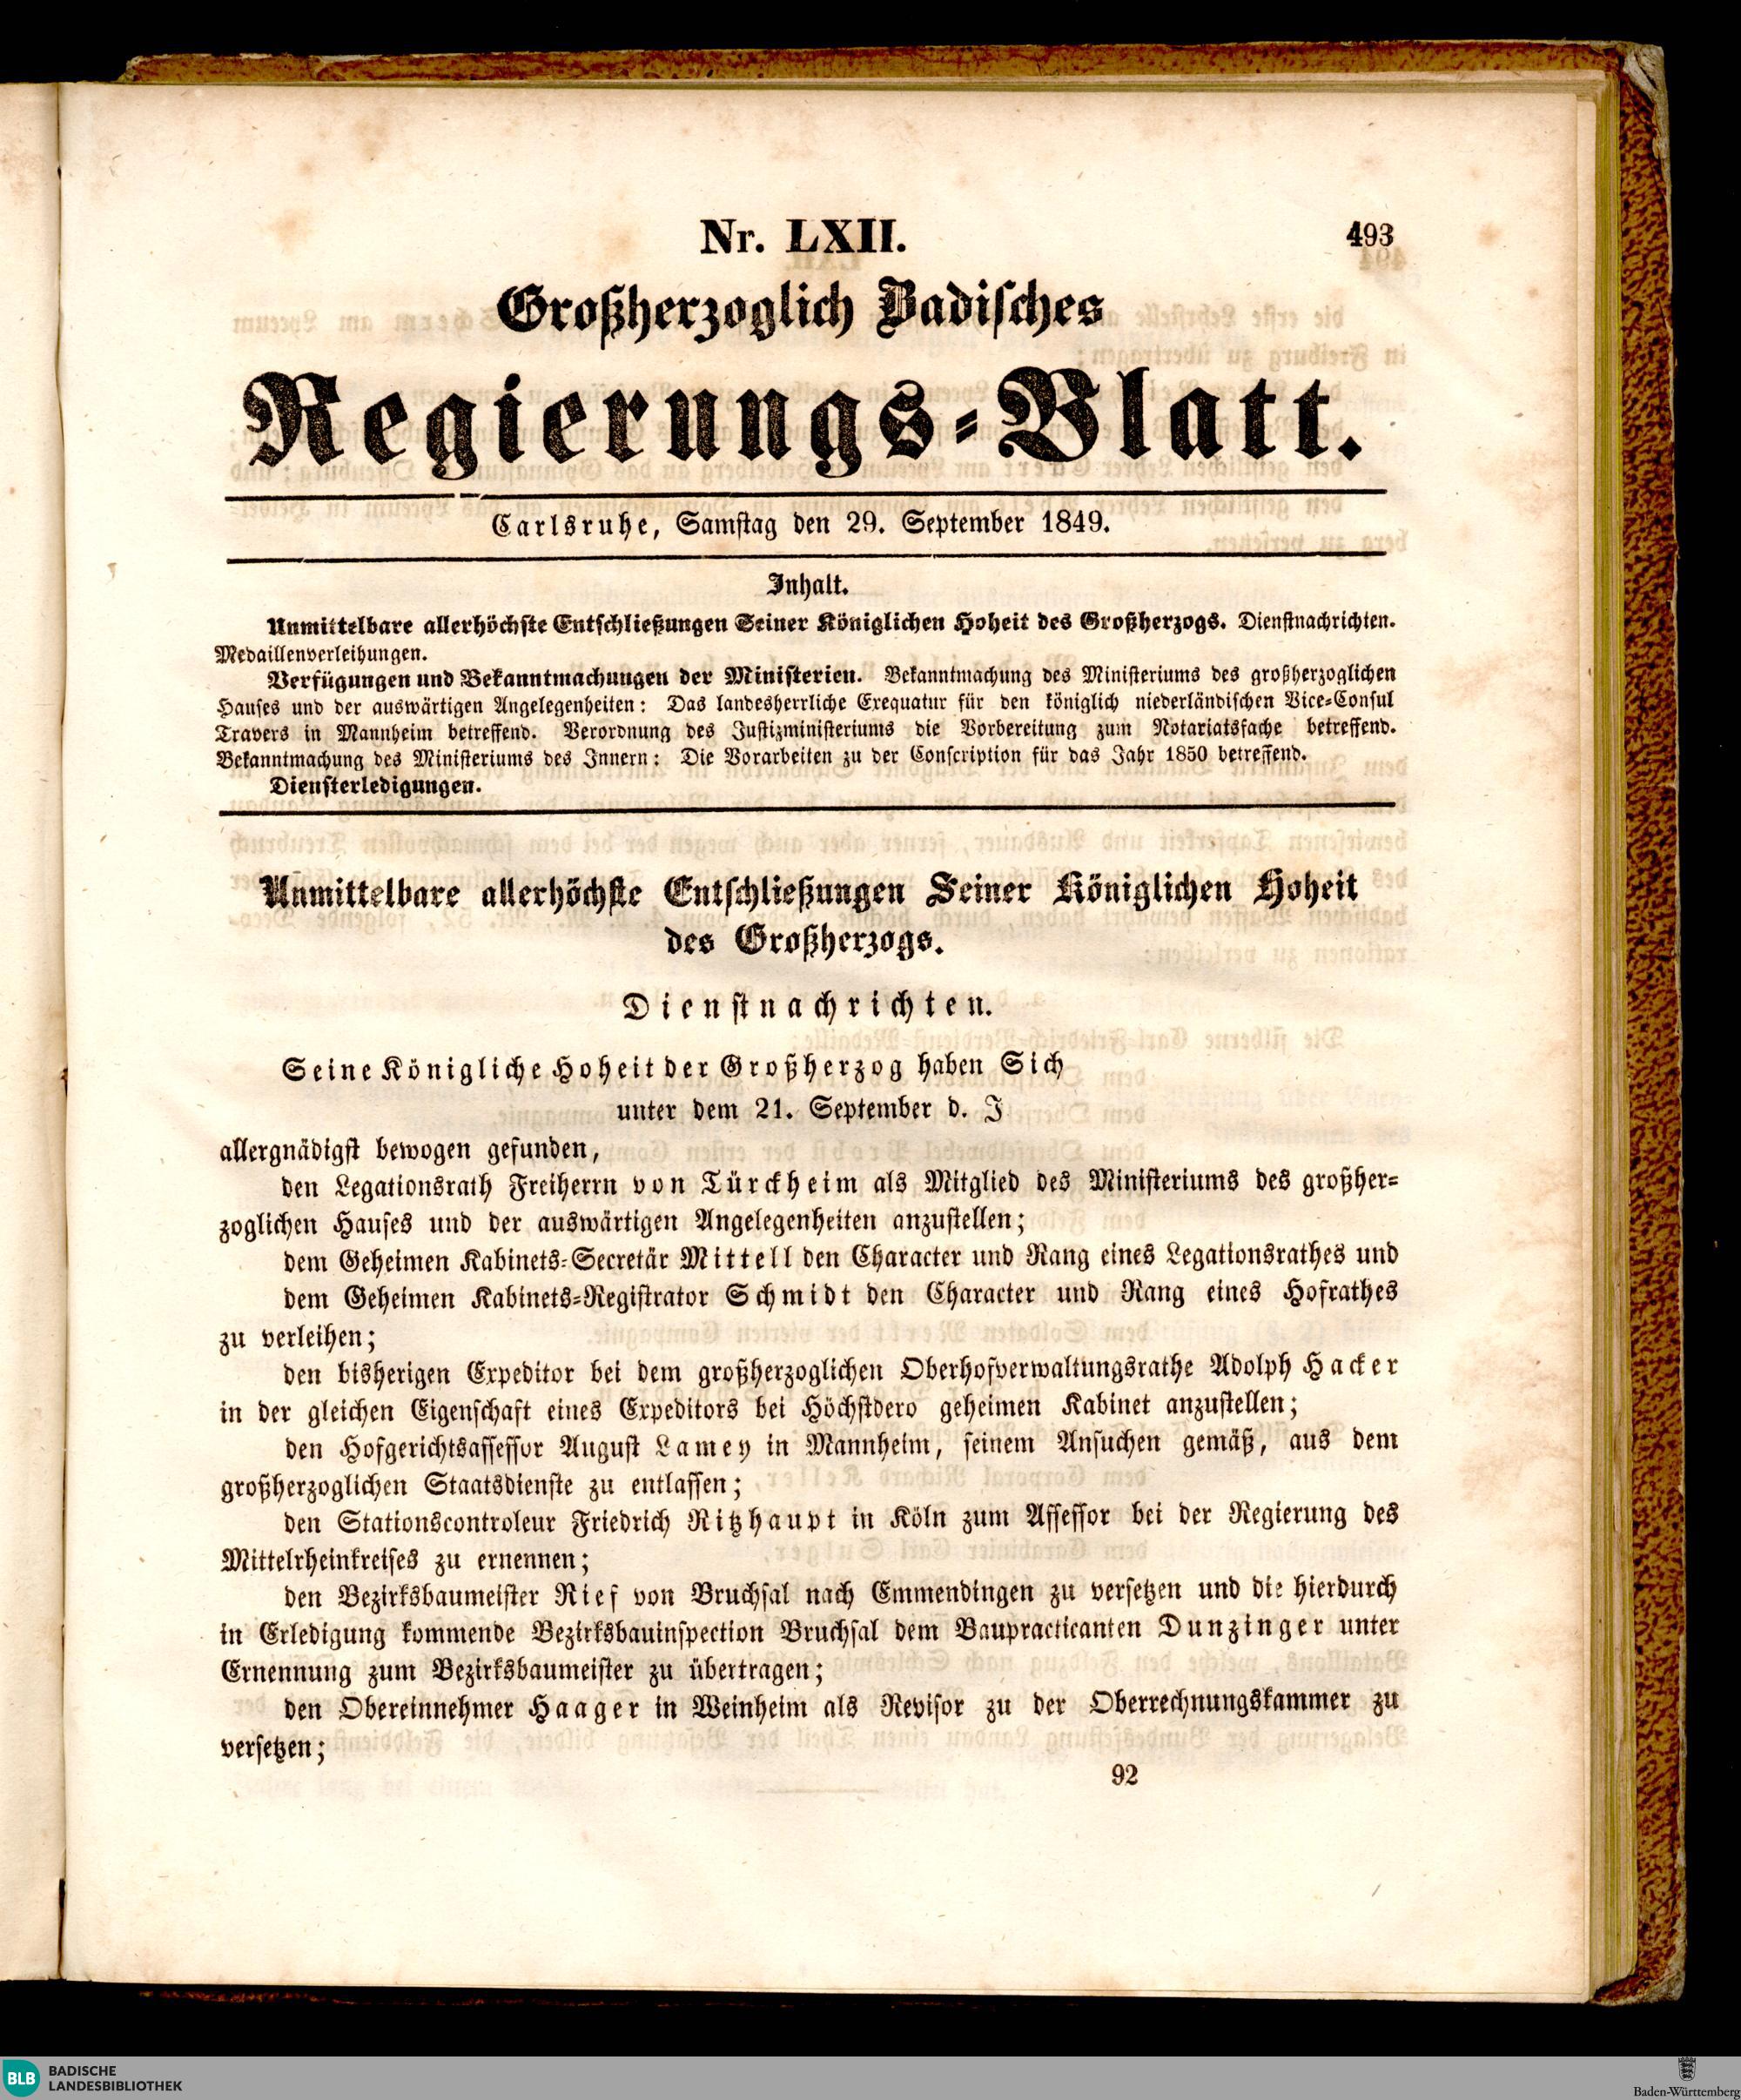 Nr. LXII. 493
Großherzoglich Badisches
Regierungs-Blatt.
Carlsruhe, Samstag den 29. September 1849.
Inhalt.
Unmittelbare allerhöchste Entschließungen Seiner Königlichen Hoheit des Großherzogs. Dienstnachrichten.
Medaillenverleihungen.
Verfügungen und Bekanntmachungen der Ministerien. Bekanntmachung des Ministeriums des großherzoglichen
Hauses und der auswärtigen Angelegenheiten: Das landesherrliche Exequatur für den königlich niederländischen Vice-Consul
Travers in Mannheim betreffend. Verordnung des Justizministeriums die Vorbereitung zum Notariatsfache betreffend.
Bekanntmachung des Ministeriums des Innern: Die Vorarbeiten zu der Conscription für das Jahr 1850 betreffend.
Diensterledigungen.
Unmittelbare allerhöchste Entschließungen Seiner Königlichen Hoheit
des Großherzogs.
Dienstnachrichten.
Seine Königliche Hoheit der Großherzog haben Sich
unter dem 21. September d. J
allergnädigst bewogen gefunden,
den Legationsrath Freiherrn von Türckheim als Mitglied des Ministeriums des großher-
zoglichen Hauses und der auswärtigen Angelegenheiten anzustellen;
dem Geheimen Kabinets-Secretär Mittell den Character und Rang eines Legationsrathes und
dem Geheimen Kabinets-Registrator Schmidt den Character und Rang eines Hofrathes
zu verleihen;
den bisherigen Expeditor bei dem großherzoglichen Oberhofverwaltungsrathe Adolph Hacker
in der gleichen Eigenschaft eines Expeditors bei Höchstdero geheimen Kabinet anzustellen;
den Hofgerichtsassessor August Lamey in Mannheim, seinem Ansuchen gemäß, aus dem
großherzoglichen Staatsdienste zu entlassen;
den Stationscontroleur Friedrich Ritzhaupt in Köln zum Assessor bei der Regierung des
Mittelrheinkreises zu ernennen;
den Bezirksbaumeister Rief von Bruchsal nach Emmendingen zu versetzen und die hierdurch
in Erledigung kommende Bezirksbauinspection Bruchsal dem Baupracticanten Dunzinger unter
Ernennung zum Bezirksbaumeister zu übertragen;
den Obereinnehmer Haager in Weinheim als Revisor zu der Oberrechnungskammer zu
versetzen;
92
BLB BADISCHE
LANDESBIBLIOTHEK
Baden-Württemberg